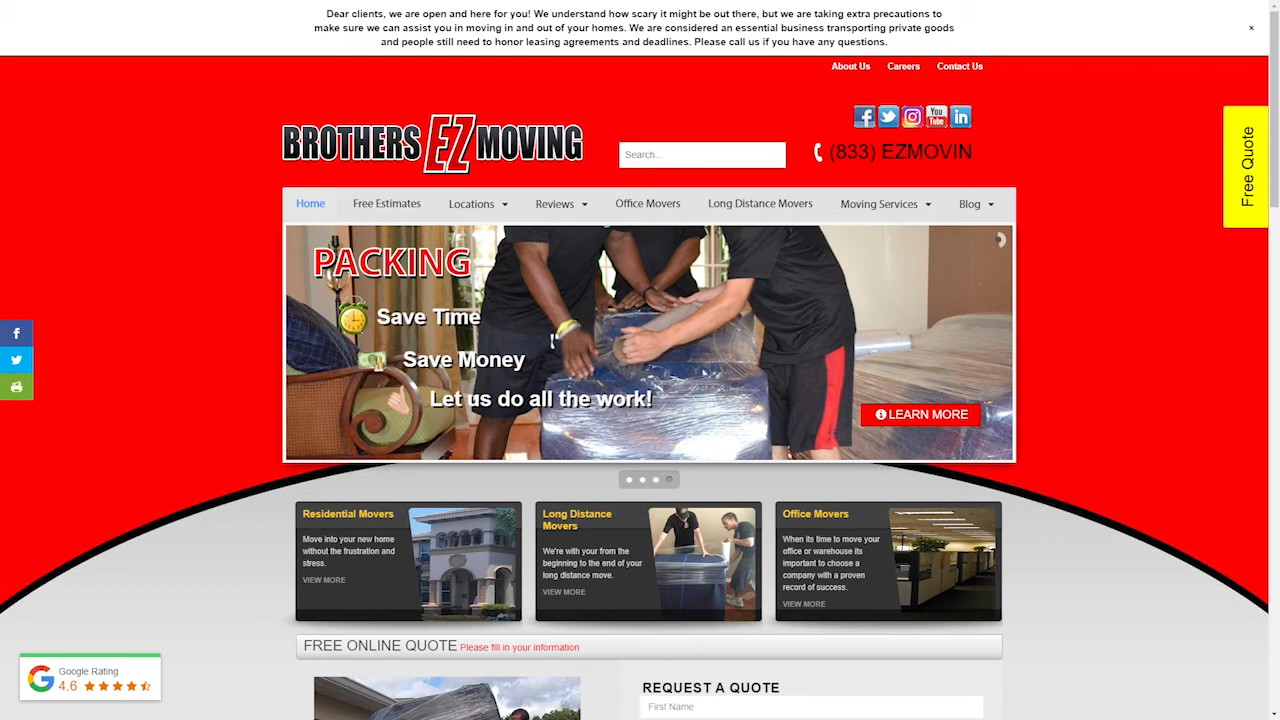 Dear clients, we are open and here for you! We understand how scary it might be out there, but we are taking extra precautions to
make sure we can assist you in moving in and out of your homes. We are considered an essential business transporting private goods
and people still need to honor leasing agreements and deadlines. Please call us if you have any questions.
×
About Us Careers Contact Us
You Tube in
BROTHERS EZ MOVING
Search...
(833) EZMOVIN
Free Quote
Home Free Estimates Locations Reviews Office Movers Long Distance Movers Moving Services Blog
PACKING
Save Time
Save Money
Let us do all the work!
LEARN MORE
Residential Movers
Move into your new home
without the frustration and
stress.
VIEW MORE
Long Distance
Movers
We're with your from the
beginning to the end of your
long distance move.
VIEW MORE
Office Movers
When its time to move your
office or warehouse its
important to choose a
company with a proven
record of success.
VIEW MORE
FREE ONLINE QUOTE Please fill in your information
Google Rating
4.6
REQUEST A QUOTE
First Name